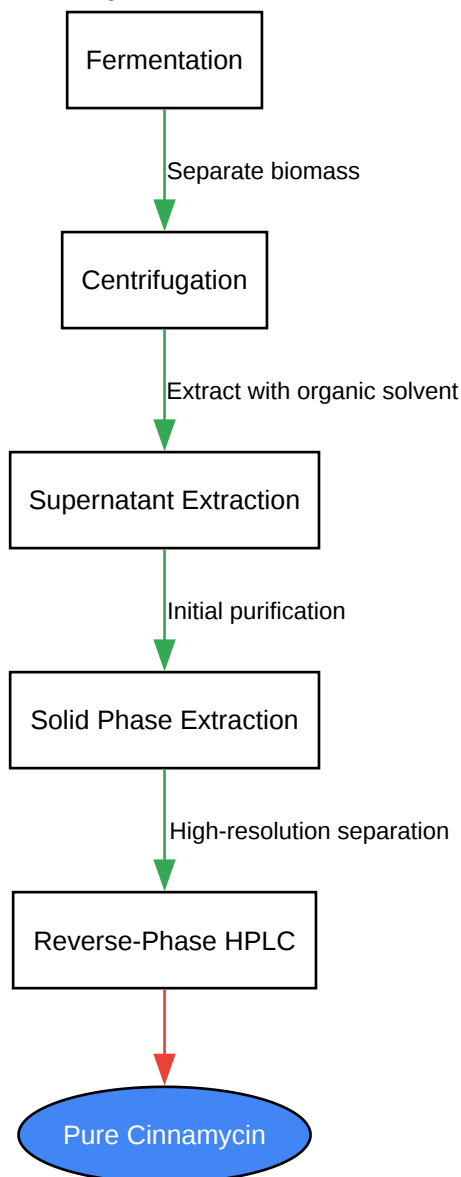 Fermentation
Separate biomass
Centrifugation
Extract with organic solvent
Supernatant Extraction
Initial purification
Solid Phase Extraction
High-resolution separation
Reverse-Phase HPLC
Pure Cinnamycin